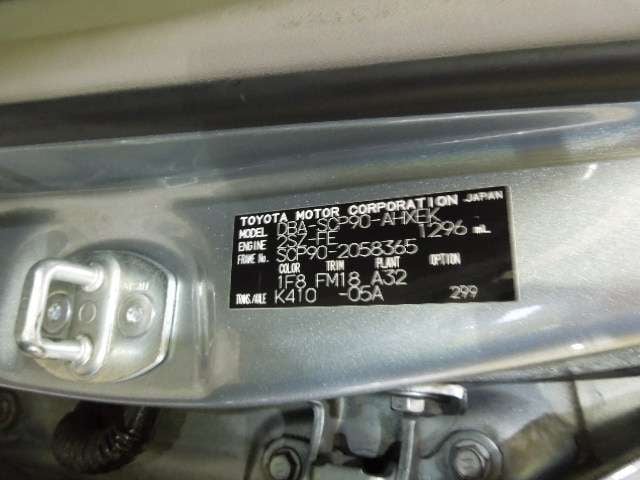 TOYOTA MOTOR CORPORATION JAPAN
MODEL DBA-SCP90-AHXEK
ENGINE 2SZ-FE 1296 mL
FRAME No. SCP90-2058365
COLOR TRIM PLANT OPTION
1F8 FM18 A32
TRANS./AXLE K410 -05A 299